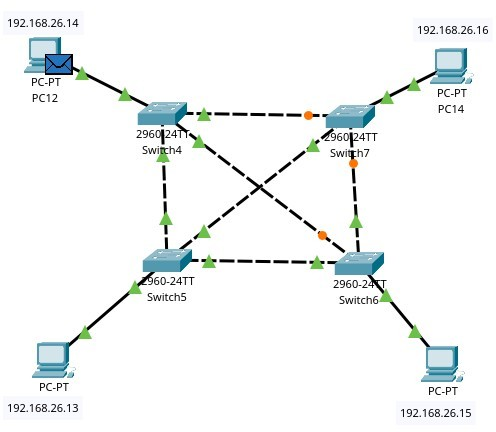 192.168.26.14
192.168.26.16
PC-PT
PC12
PC-PT
PC14
2960-24TT
Switch4
2960-24TT
Switch7
2960-24TT
Switch5
2960-24TT
Switch6
PC-PT
192.168.26.13
PC-PT
192.168.26.15